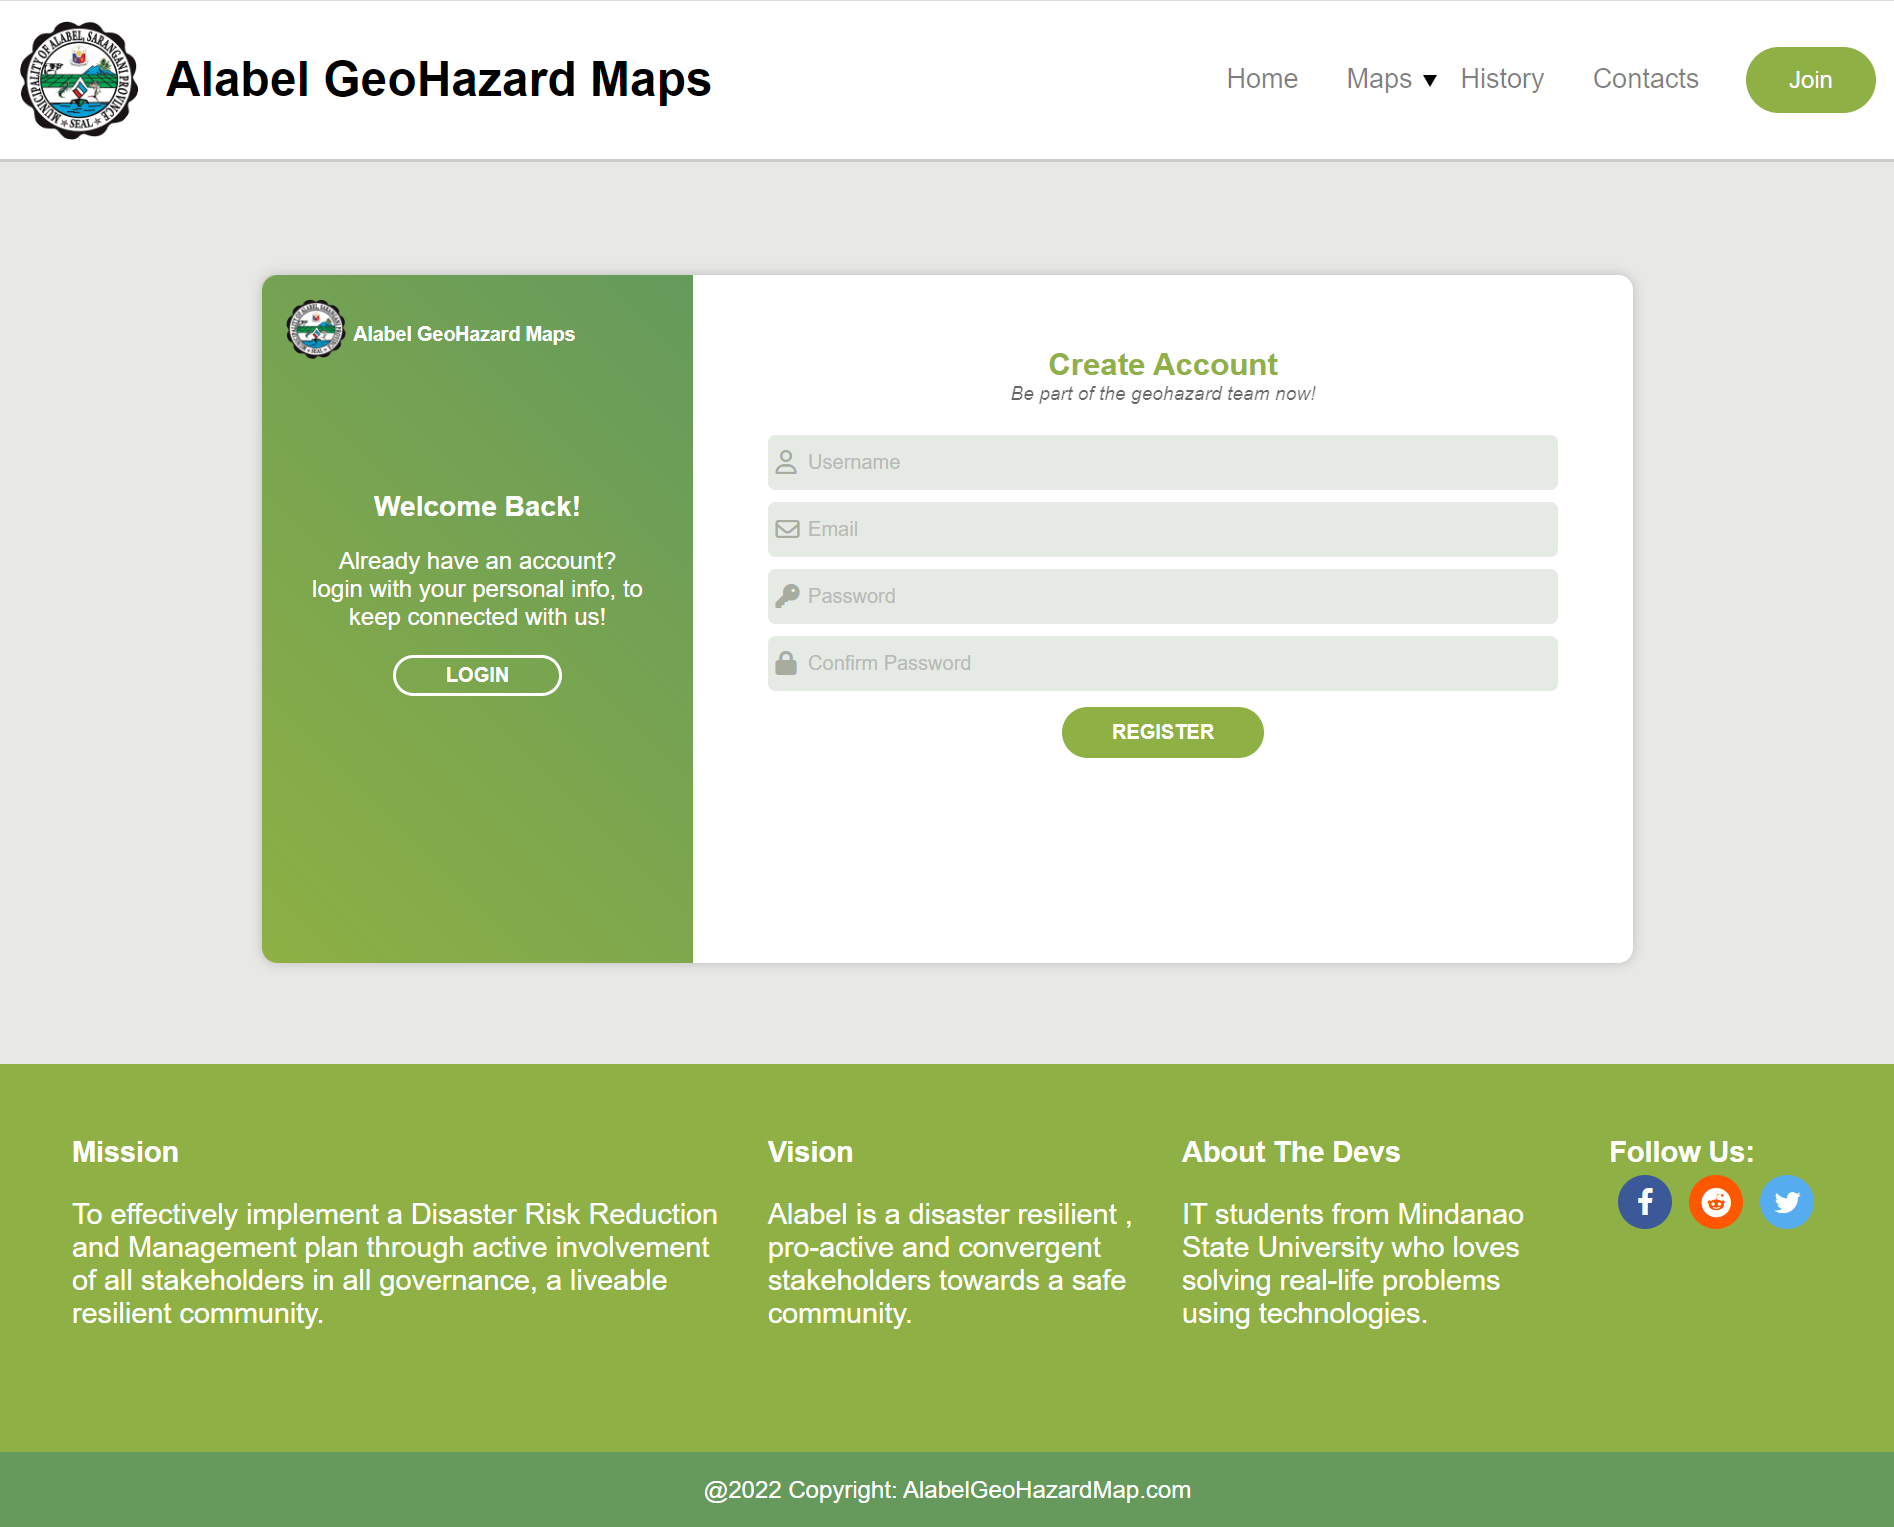 MUNICIPALITY OF ALABEL, SARANGANI PROVINCE
SEAL
Alabel GeoHazard Maps
Home
Maps
History
Contacts
Join
Alabel GeoHazard Maps
Welcome Back!
Already have an account?
login with your personal info, to
keep connected with us!
LOGIN
Create Account
Be part of the geohazard team now!
Username
Email
Password
Confirm Password
REGISTER
Mission
To effectively implement a Disaster Risk Reduction
and Management plan through active involvement
of all stakeholders in all governance, a liveable
resilient community.
Vision
Alabel is a disaster resilient ,
pro-active and convergent
stakeholders towards a safe
community.
About The Devs
IT students from Mindanao
State University who loves
solving real-life problems
using technologies.
Follow Us:
@2022 Copyright: AlabelGeoHazardMap.com